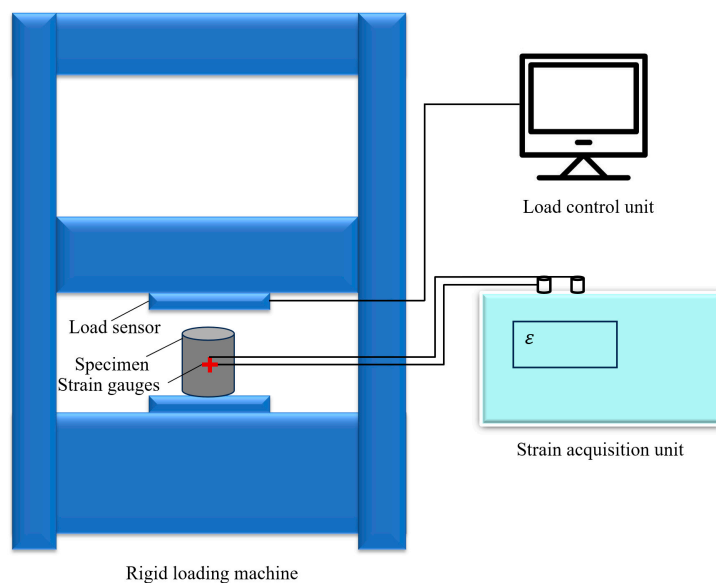 Load control unit
Load sensor
Specimen
Strain gauges
ε
Strain acquisition unit
Rigid loading machine